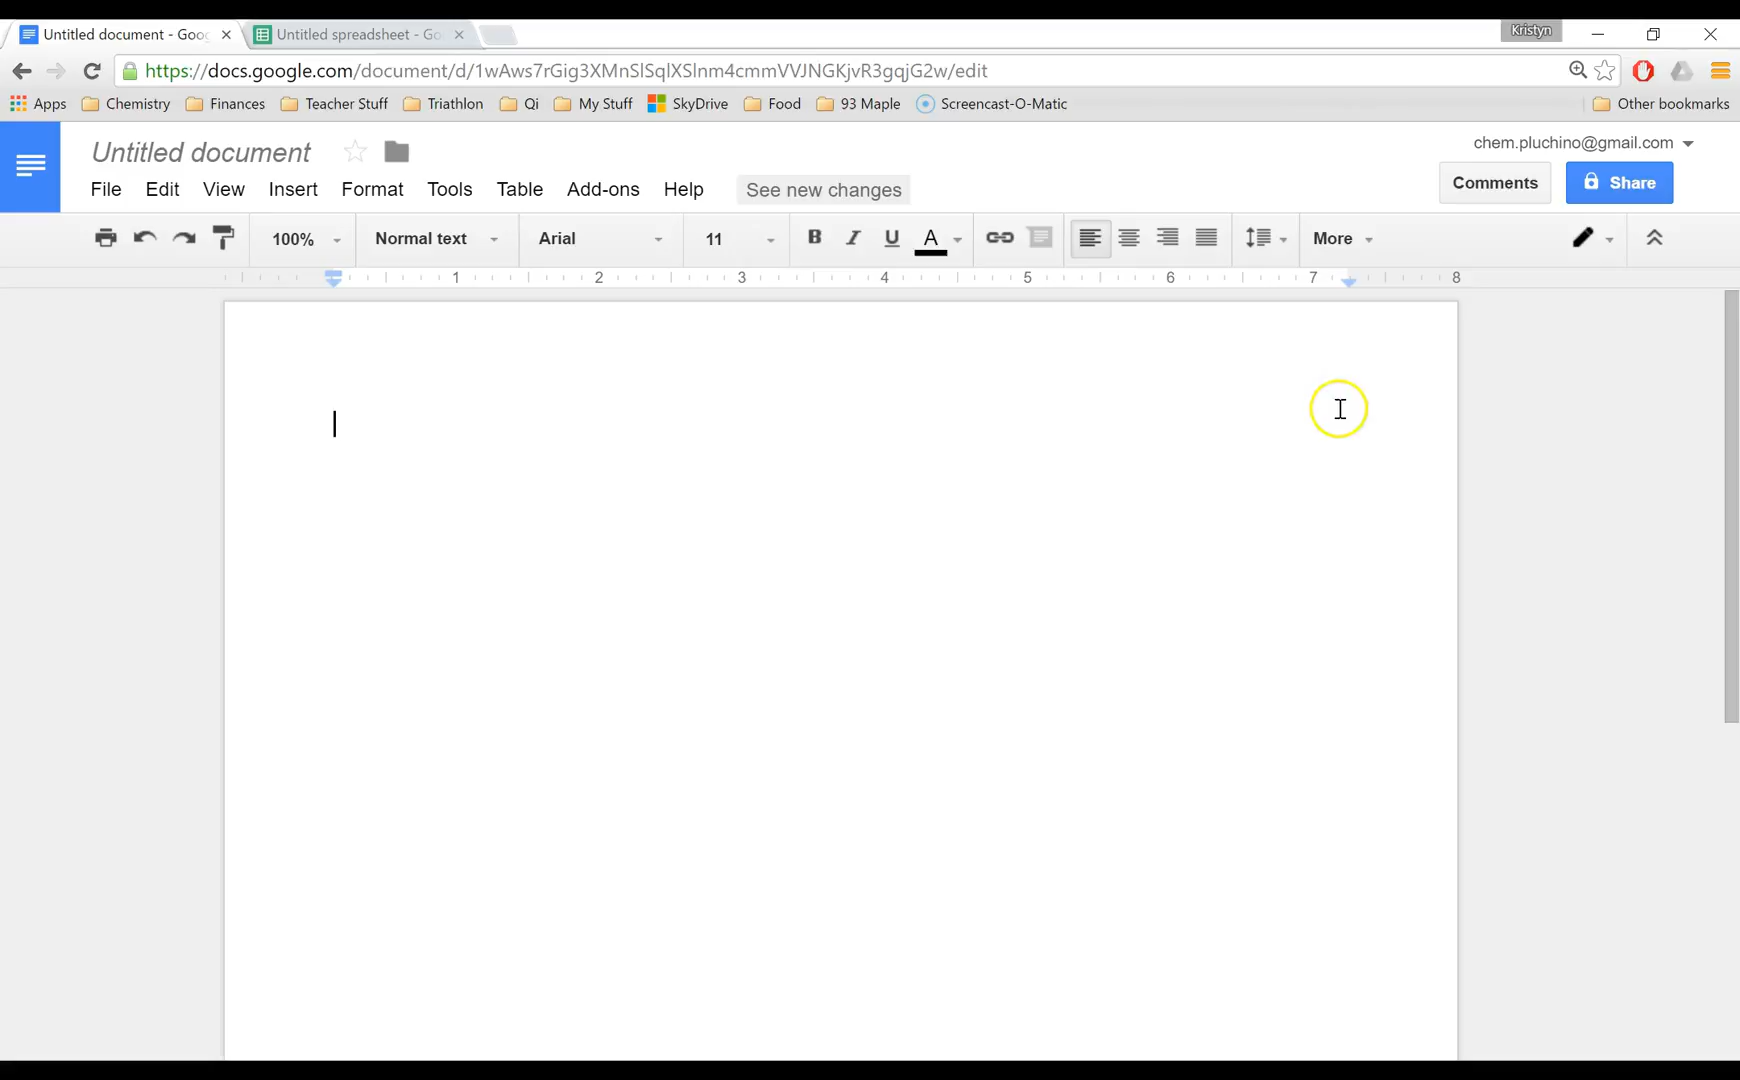 Untitled document - Goog
Untitled spreadsheet - Go
Kristyn
https://docs.google.com/document/d/1wAws7rGig3XMnSlSqlXSlnm4cmmVVJNGKjvR3gqjG2w/edit
Apps Chemistry Finances Teacher Stuff Triathlon Qi My Stuff SkyDrive Food 93 Maple Screencast-O-Matic Other bookmarks
Untitled document
chem.pluchino@gmail.com
File Edit View Insert Format Tools Table Add-ons Help See new changes
Comments Share
100% Normal text Arial 11 B I U A More
1 2 3 4 5 6 7 8